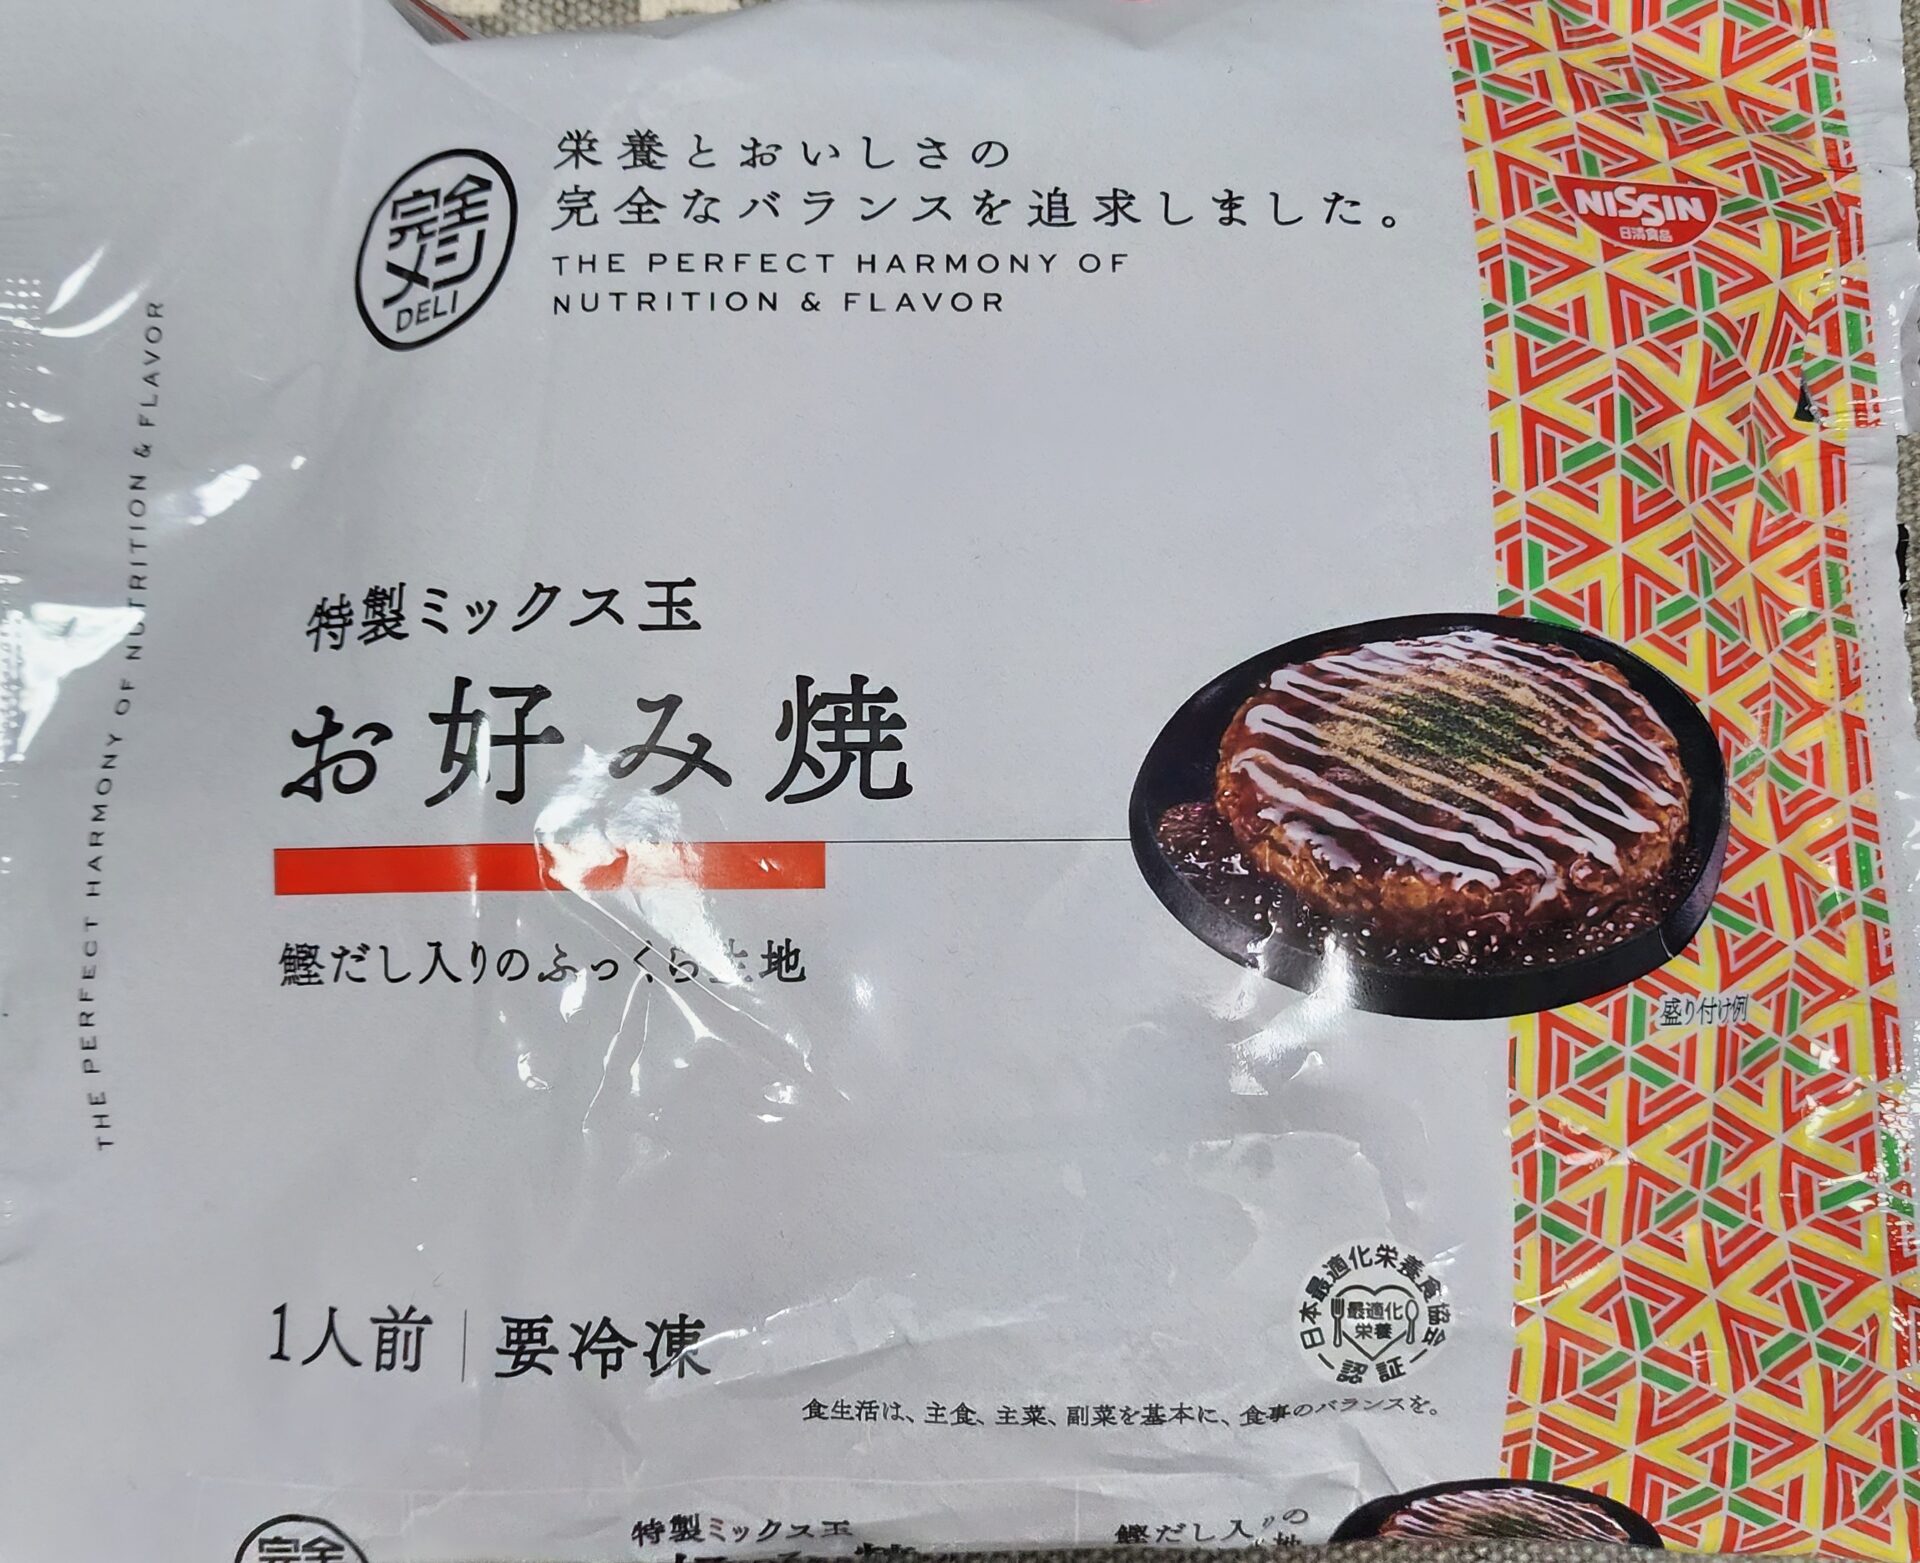 完全メシ
DELI
栄養とおいしさの
完全なバランスを追求しました。
THE PERFECT HARMONY OF
NUTRITION & FLAVOR
NISSIN
日清食品
THE PERFECT HARMONY OF NUTRITION & FLAVOR
特製ミックス玉
お好み焼
鰹だし入りのふっくら生地
盛り付け例
1人前 | 要冷凍
日本最適化栄養食協会
最適化
栄養
認証
食生活は、主食、主菜、副菜を基本に、食事のバランスを。
完全
特製ミックス玉
鰹だし入りの